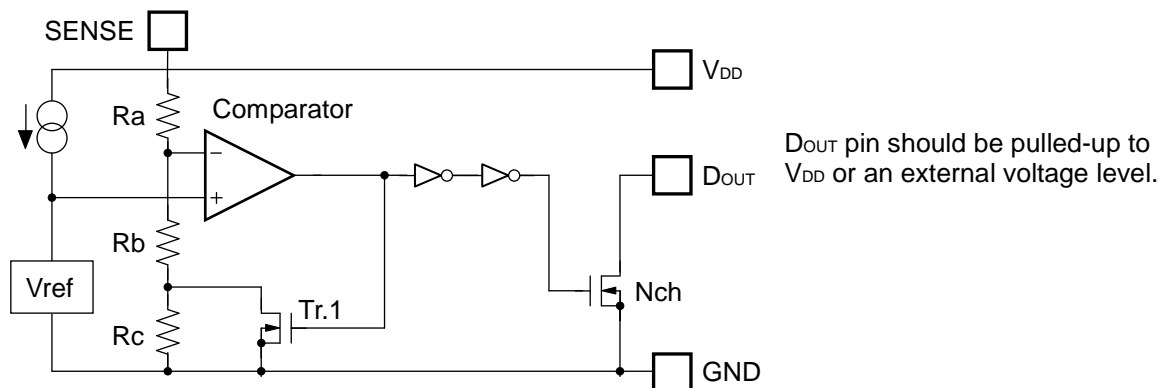 SENSE
VDD
Ra
Comparator
−
+
DOUT
DOUT pin should be pulled-up to
VDD or an external voltage level.
Rb
Vref
Tr.1
Nch
Rc
GND